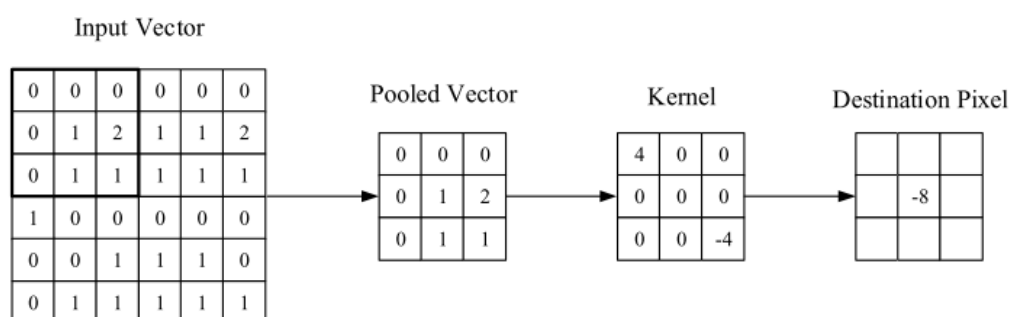 Input Vector
0 0 0 0 0 0
0 1 2 1 1 2
0 1 1 1 1 1
1 0 0 0 0 0
0 0 1 1 1 0
0 1 1 1 1 1
Pooled Vector
0 0 0
0 1 2
0 1 1
Kernel
4 0 0
0 0 0
0 0 -4
Destination Pixel
-8